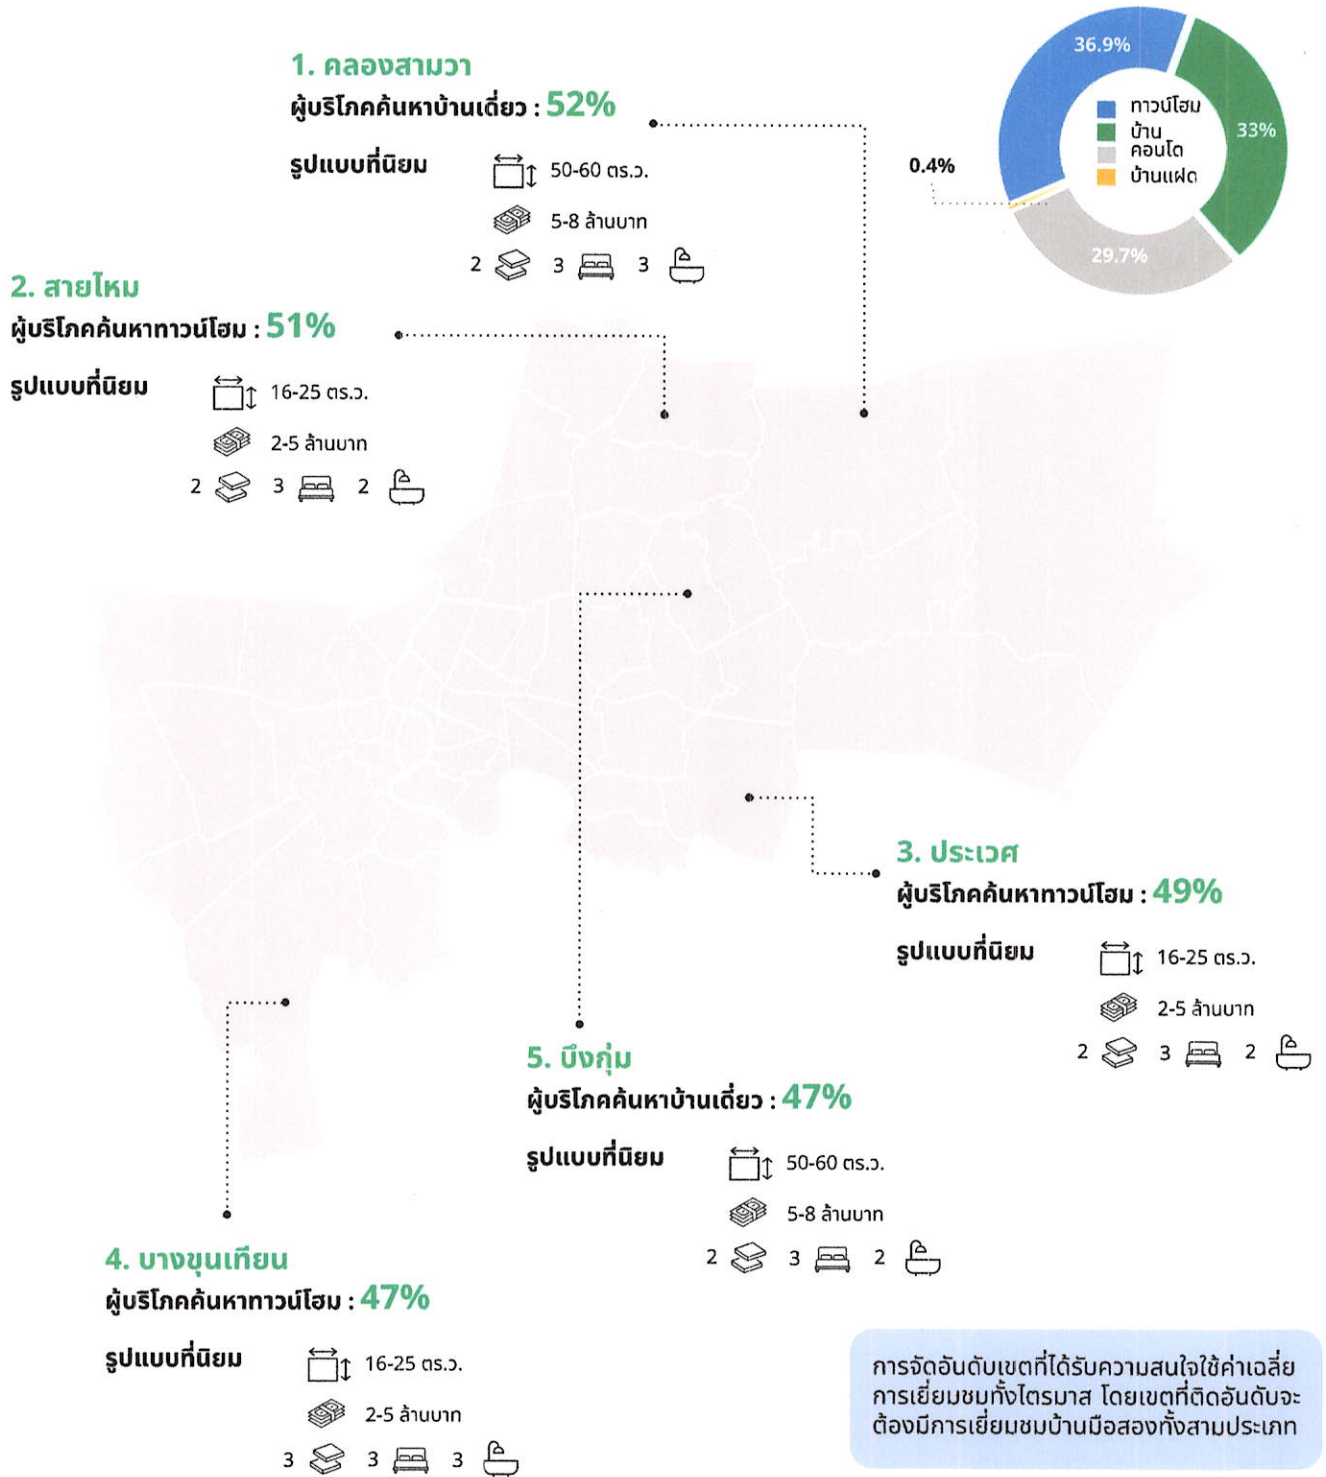 36.9%
33%
29.7%
0.4%
ทาวน์โฮม
บ้าน
คอนโด
บ้านแฝด
1. คลองสามวา
ผู้บริโภคค้นหาบ้านเดี่ยว : 52%
รูปแบบที่นิยม
50-60 ตร.ว.
5-8 ล้านบาท
2 3 3
2. สายไหม
ผู้บริโภคค้นหาทาวน์โฮม : 51%
รูปแบบที่นิยม
16-25 ตร.ว.
2-5 ล้านบาท
2 3 2
3. ประเวศ
ผู้บริโภคค้นหาทาวน์โฮม : 49%
รูปแบบที่นิยม
16-25 ตร.ว.
2-5 ล้านบาท
2 3 2
5. บึงกุ่ม
ผู้บริโภคค้นหาบ้านเดี่ยว : 47%
รูปแบบที่นิยม
50-60 ตร.ว.
5-8 ล้านบาท
2 3 2
4. บางขุนเทียน
ผู้บริโภคค้นหาทาวน์โฮม : 47%
รูปแบบที่นิยม
16-25 ตร.ว.
2-5 ล้านบาท
3 3 3
การจัดอันดับเขตที่ได้รับความสนใจใช้ค่าเฉลี่ย
การเยี่ยมชมทั้งไตรมาส โดยเขตที่ติดอันดับจะ
ต้องมีการเยี่ยมชมบ้านมือสองทั้งสามประเภท